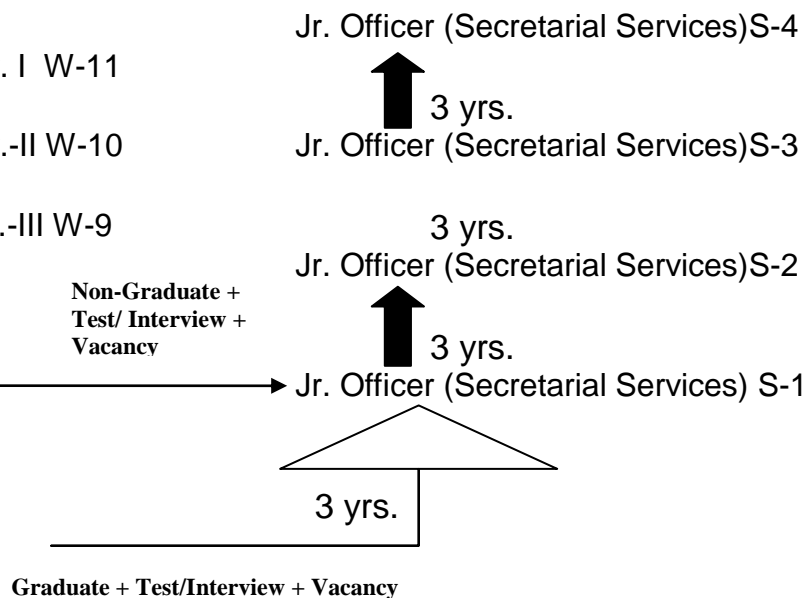 Jr. Officer (Secretarial Services)S-4
. I W-11
3 yrs.
.-II W-10
Jr. Officer (Secretarial Services)S-3
.-III W-9
3 yrs.
Jr. Officer (Secretarial Services)S-2
Non-Graduate +
Test/ Interview +
Vacancy
3 yrs.
Jr. Officer (Secretarial Services) S-1
3 yrs.
Graduate + Test/Interview + Vacancy